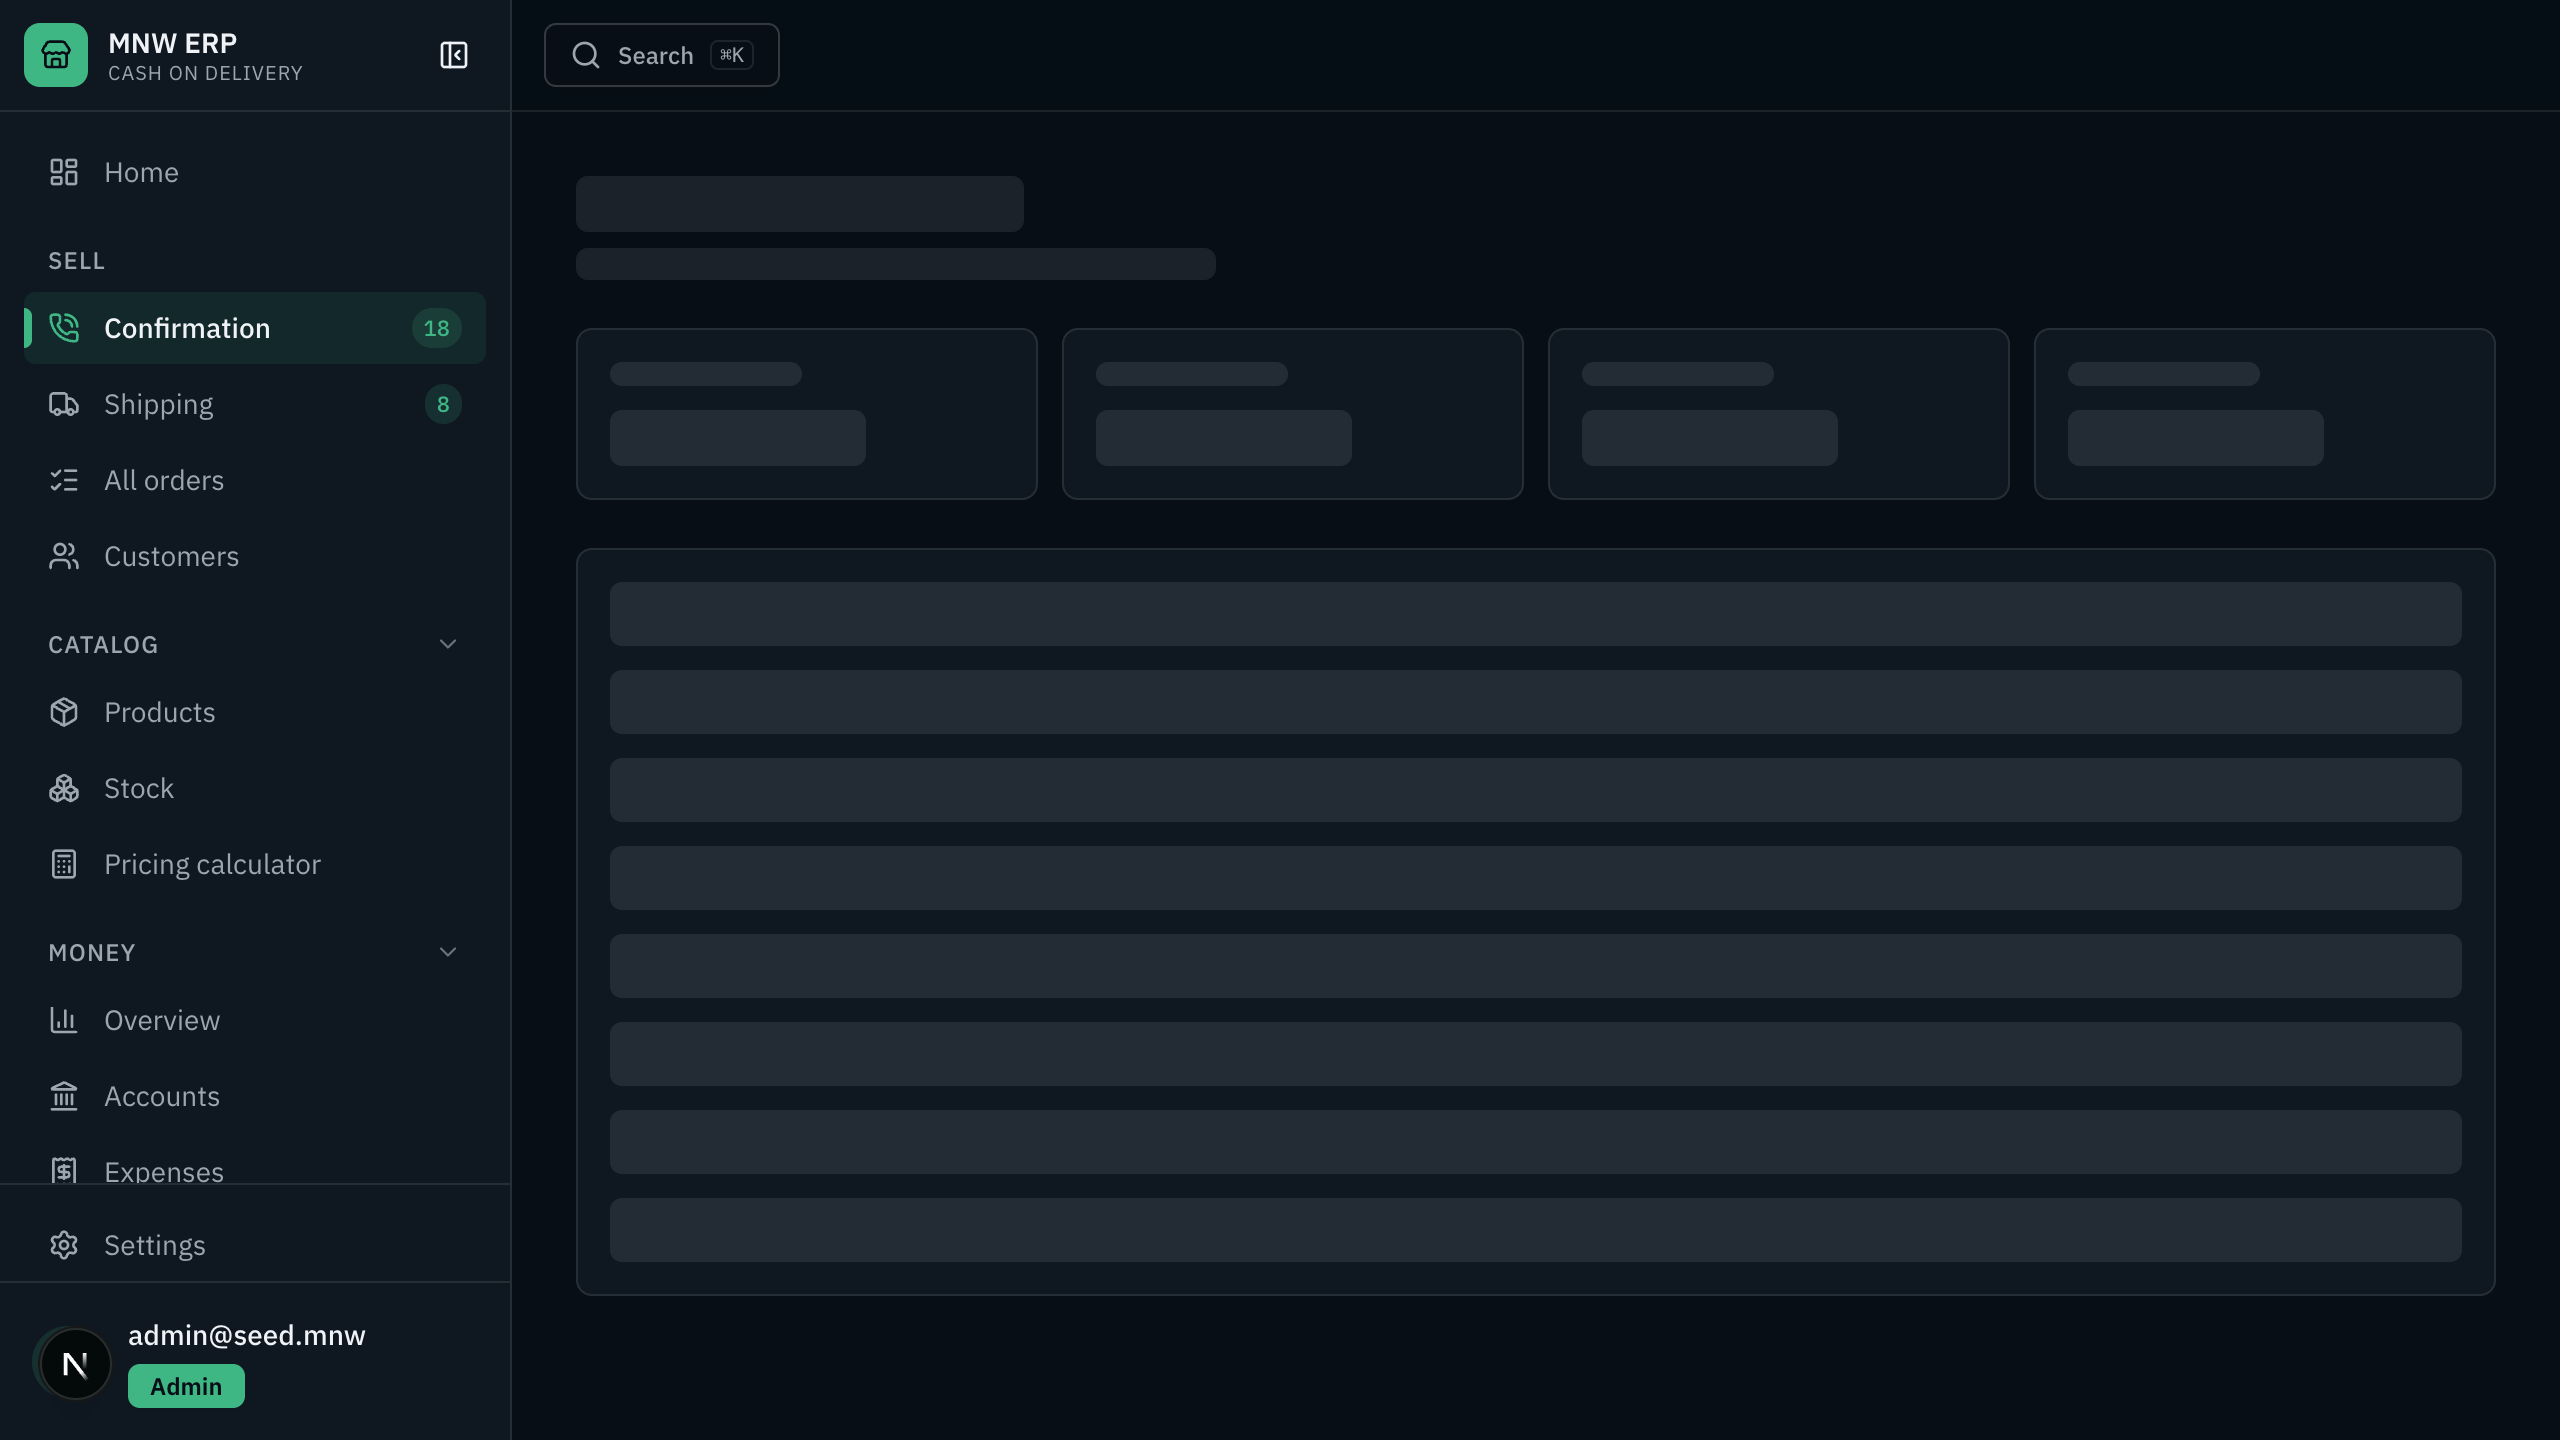 MNW ERP
CASH ON DELIVERY
Search ⌘K
Home
SELL
Confirmation 18
Shipping 8
All orders
Customers
CATALOG
Products
Stock
Pricing calculator
MONEY
Overview
Accounts
Expenses
Settings
N
admin@seed.mnw
Admin